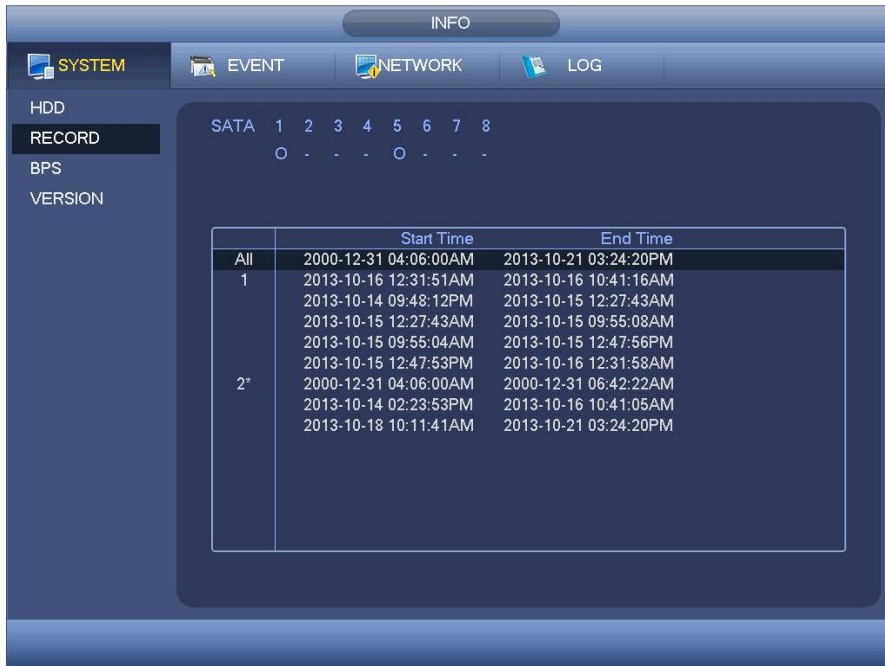 INFO
SYSTEM EVENT NETWORK LOG
HDD
RECORD
BPS
VERSION
SATA 1 2 3 4 5 6 7 8
O - - - O - - -
Start Time End Time
All 2000-12-31 04:06:00AM 2013-10-21 03:24:20PM
1 2013-10-16 12:31:51AM 2013-10-16 10:41:16AM
2013-10-14 09:48:12PM 2013-10-15 12:27:43AM
2013-10-15 12:27:43AM 2013-10-15 09:55:08AM
2013-10-15 09:55:04AM 2013-10-15 12:47:56PM
2013-10-15 12:47:53PM 2013-10-16 12:31:58AM
2* 2000-12-31 04:06:00AM 2000-12-31 06:42:22AM
2013-10-14 02:23:53PM 2013-10-16 10:41:05AM
2013-10-18 10:11:41AM 2013-10-21 03:24:20PM